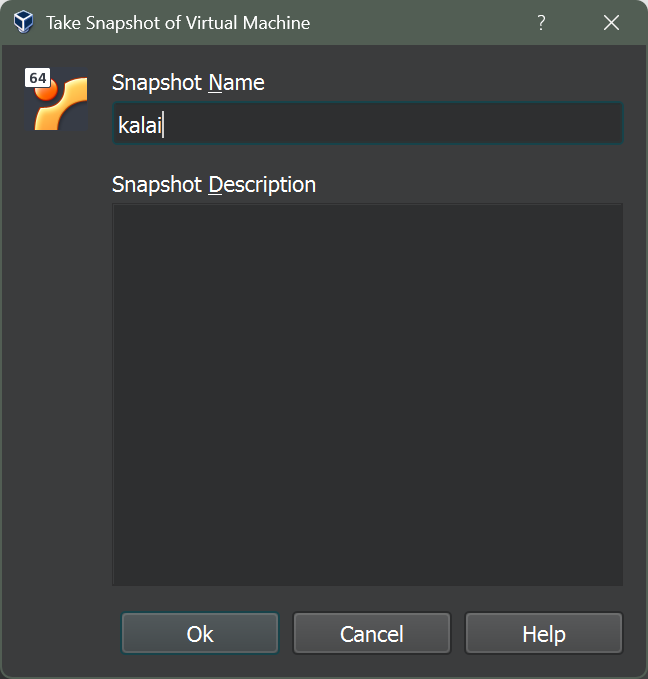 Take Snapshot of Virtual Machine ?
64
Snapshot Name
kalai
Snapshot Description
Ok Cancel Help